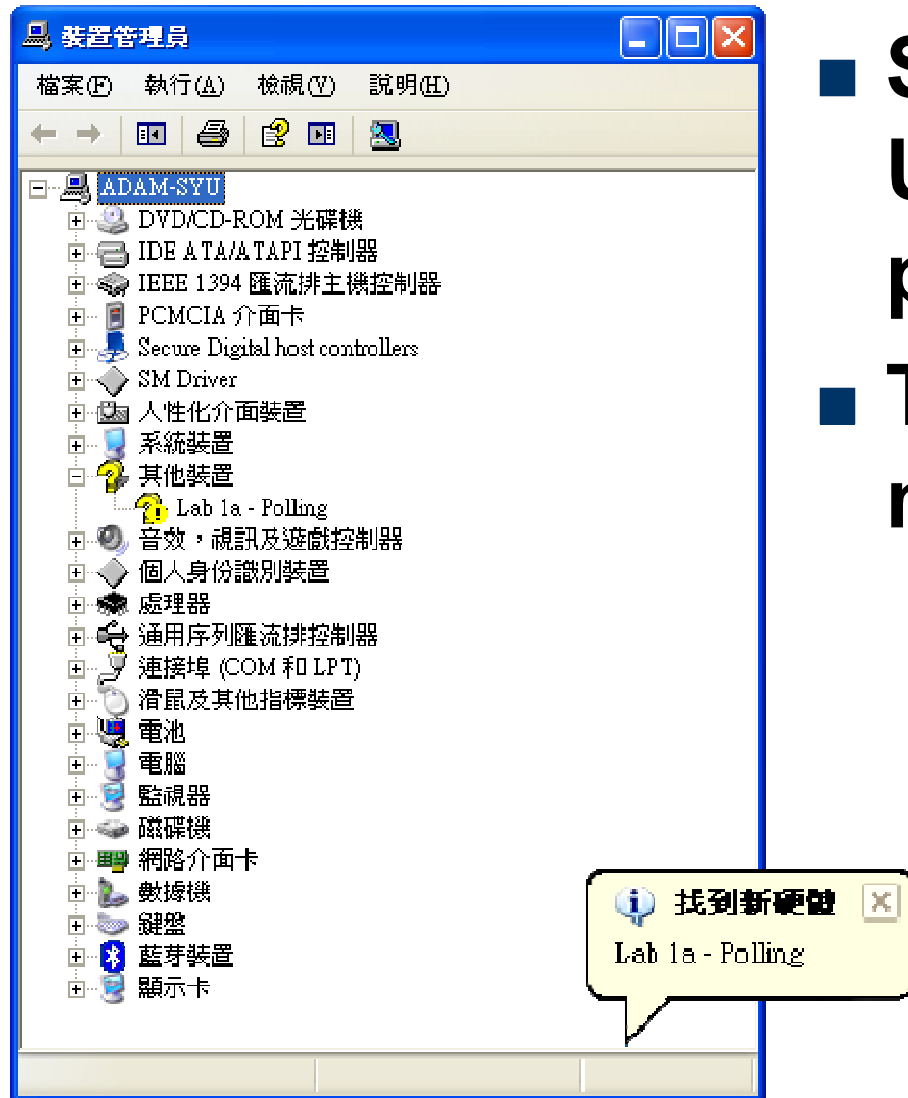 裝置管理員
檔案(F) 執行(A) 檢視(V) 說明(H)
ADAM-SYU
DVD/CD-ROM 光碟機
IDE ATA/ATAPI 控制器
IEEE 1394 匯流排主機控制器
PCMCIA 介面卡
Secure Digital host controllers
SM Driver
人性化介面裝置
系統裝置
其他裝置
Lab 1a - Polling
音效，視訊及遊戲控制器
個人身份識別裝置
處理器
通用序列匯流排控制器
連接埠 (COM 和 LPT)
滑鼠及其他指標裝置
電池
電腦
監視器
磁碟機
網路介面卡
數據機
鍵盤
藍芽裝置
顯示卡
找到新硬體
Lab 1a - Polling